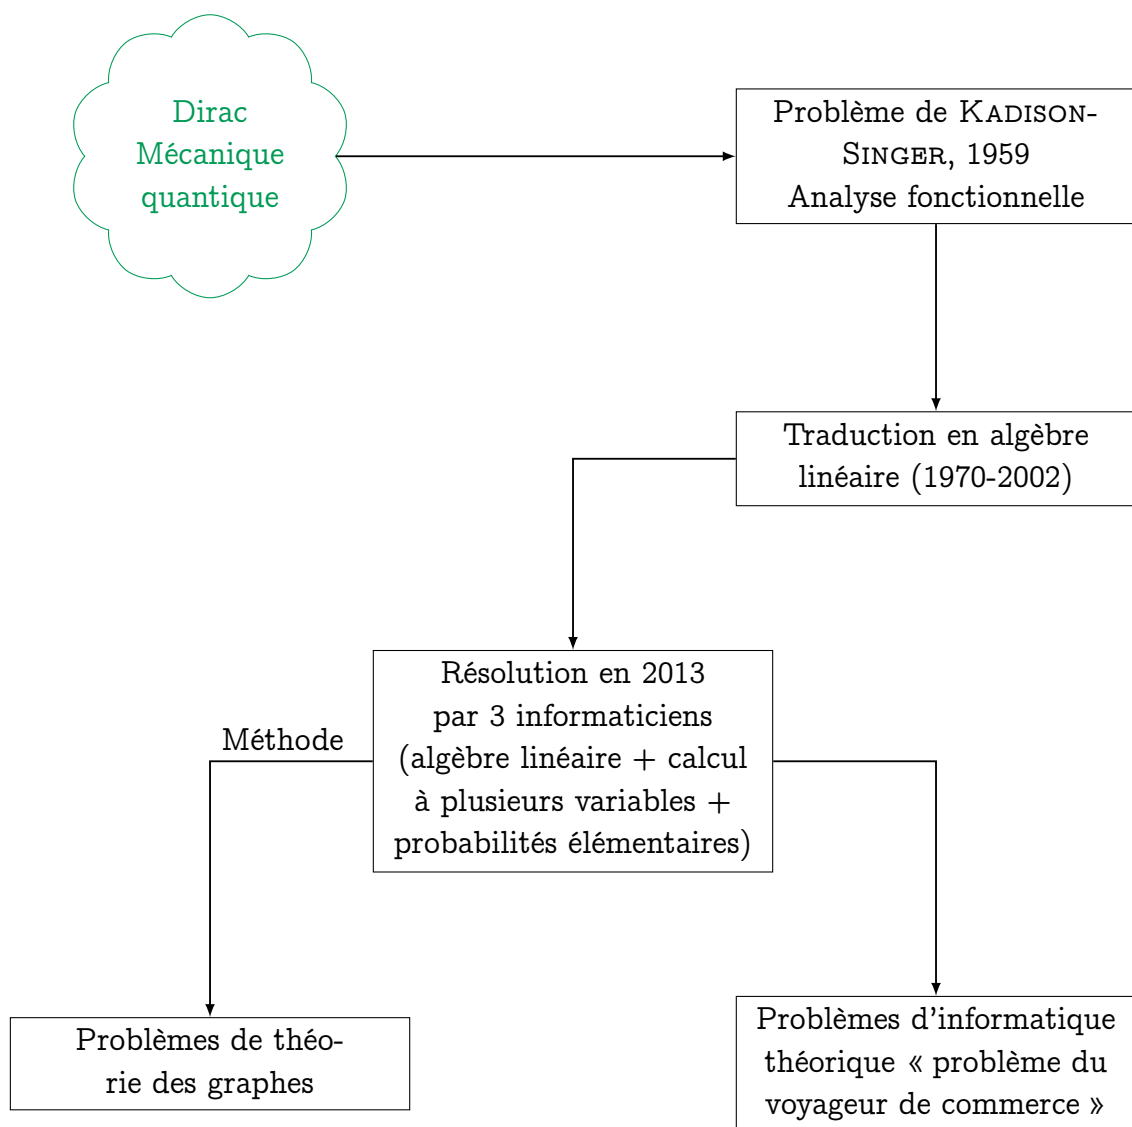 Dirac
Mécanique
quantique
Problème de KADISON-
SINGER, 1959
Analyse fonctionnelle
Traduction en algèbre
linéaire (1970-2002)
Résolution en 2013
par 3 informaticiens
(algèbre linéaire + calcul
à plusieurs variables +
probabilités élémentaires)
Méthode
Problèmes de théo-
rie des graphes
Problèmes d'informatique
théorique « problème du
voyageur de commerce »